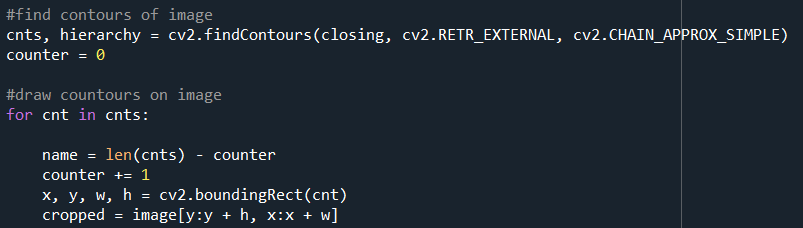 #find contours of image
cnts, hierarchy = cv2.findContours(closing, cv2.RETR_EXTERNAL, cv2.CHAIN_APPROX_SIMPLE)
counter = 0
#draw countours on image
for cnt in cnts:
name = len(cnts) - counter
counter += 1
x, y, w, h = cv2.boundingRect(cnt)
cropped = image[y:y + h, x:x + w]